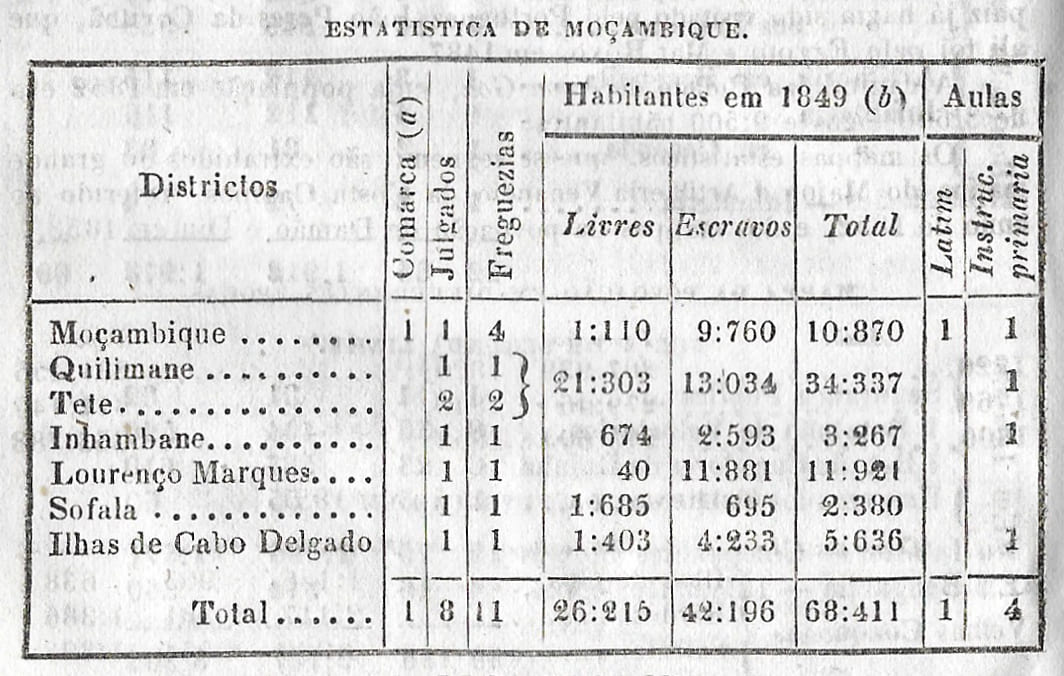 ESTATISTICA DE MOÇAMBIQUE.
Districtos Comarca (a) Julgados Freguezias Habitantes em 1849 (b) Aulas
Livres Escravos Total Latim Instruc. primaria
Moçambique ....... 1 1 4 1:110 9:760 10:870 1 1
Quilimane ......... 1 1
Tete............... 2 2 } 21:303 13:034 34:337 1
Inhambane.......... 1 1 674 2:593 3:267 1
Lourenço Marques.... 1 1 40 11:881 11:921
Sofala ............ 1 1 1:685 695 2:380
Ilhas de Cabo Delgado 1 1 1:403 4:233 5:636 1
Total...... 1 8 11 26:215 42:196 68:411 1 4